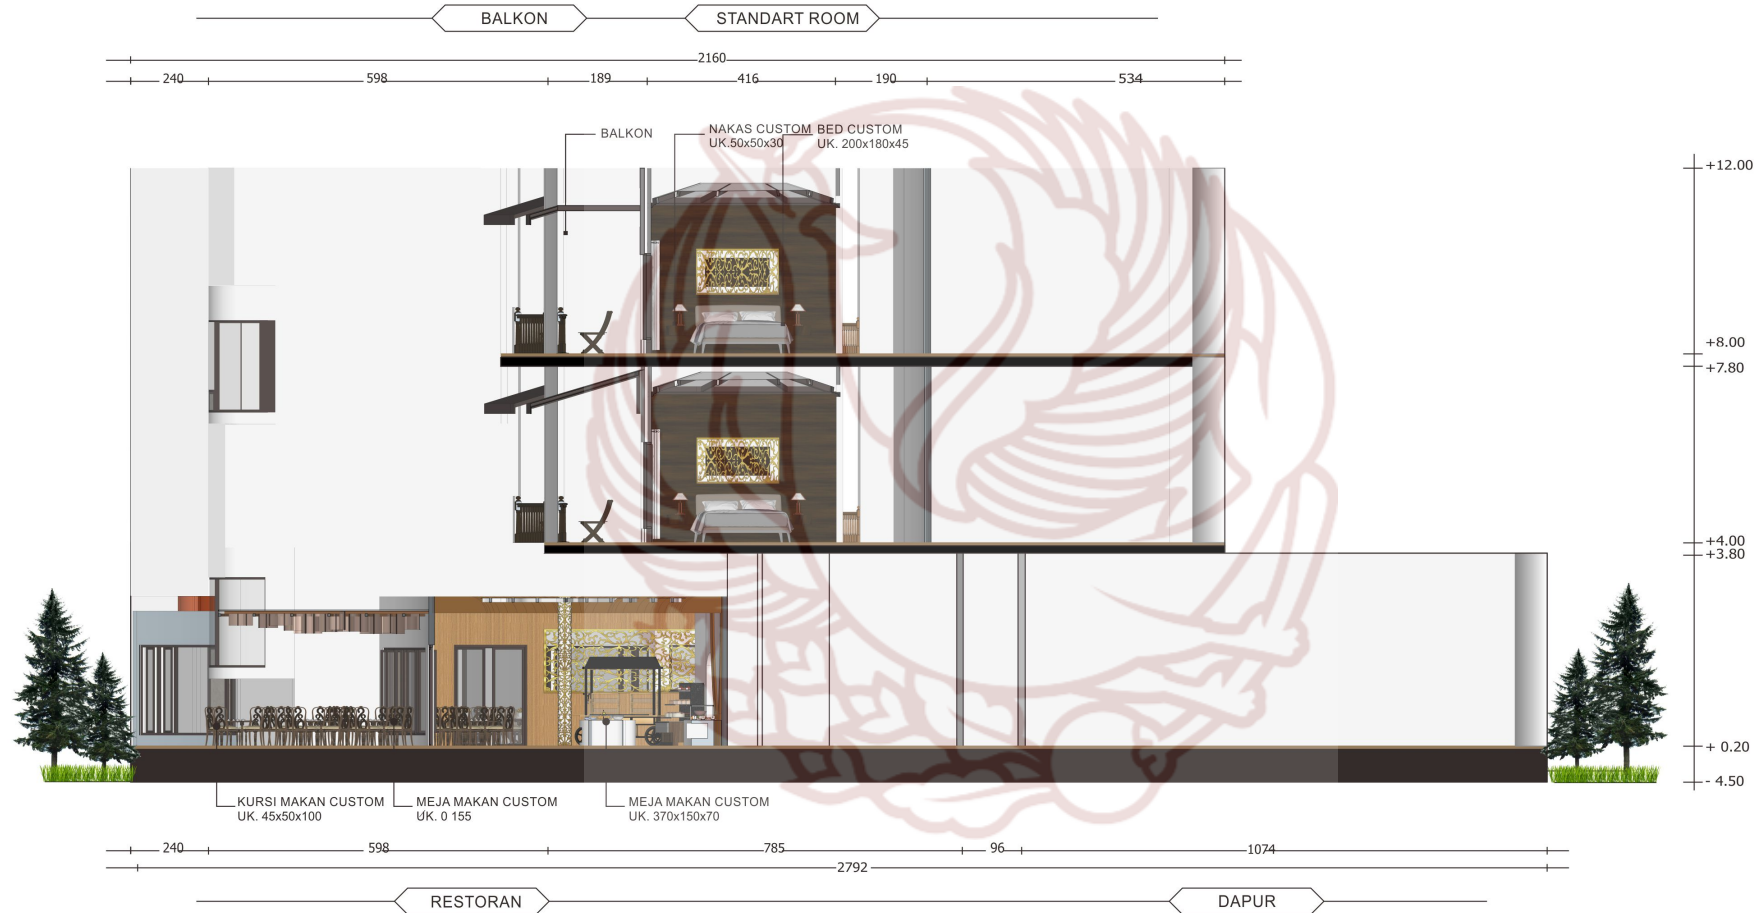 BALKON
STANDART ROOM
2160
240 598 189 416 190 534
BALKON
NAKAS CUSTOM
UK.50x50x30
BED CUSTOM
UK. 200x180x45
+12.00
+8.00
+7.80
+4.00
+3.80
+ 0.20
- 4.50
KURSI MAKAN CUSTOM
UK. 45x50x100
MEJA MAKAN CUSTOM
UK. 0 155
MEJA MAKAN CUSTOM
UK. 370x150x70
240 598 785 96 1074
2792
RESTORAN
DAPUR